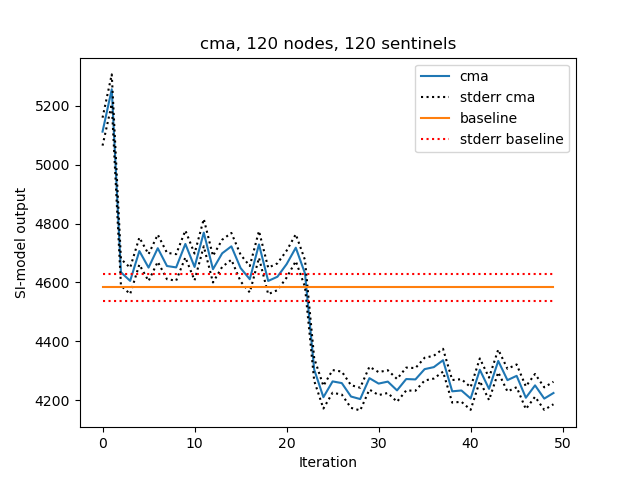 cma, 120 nodes, 120 sentinels
cma
stderr cma
baseline
stderr baseline
SI-model output
5200
5000
4800
4600
4400
4200
0
10
20
30
40
50
Iteration